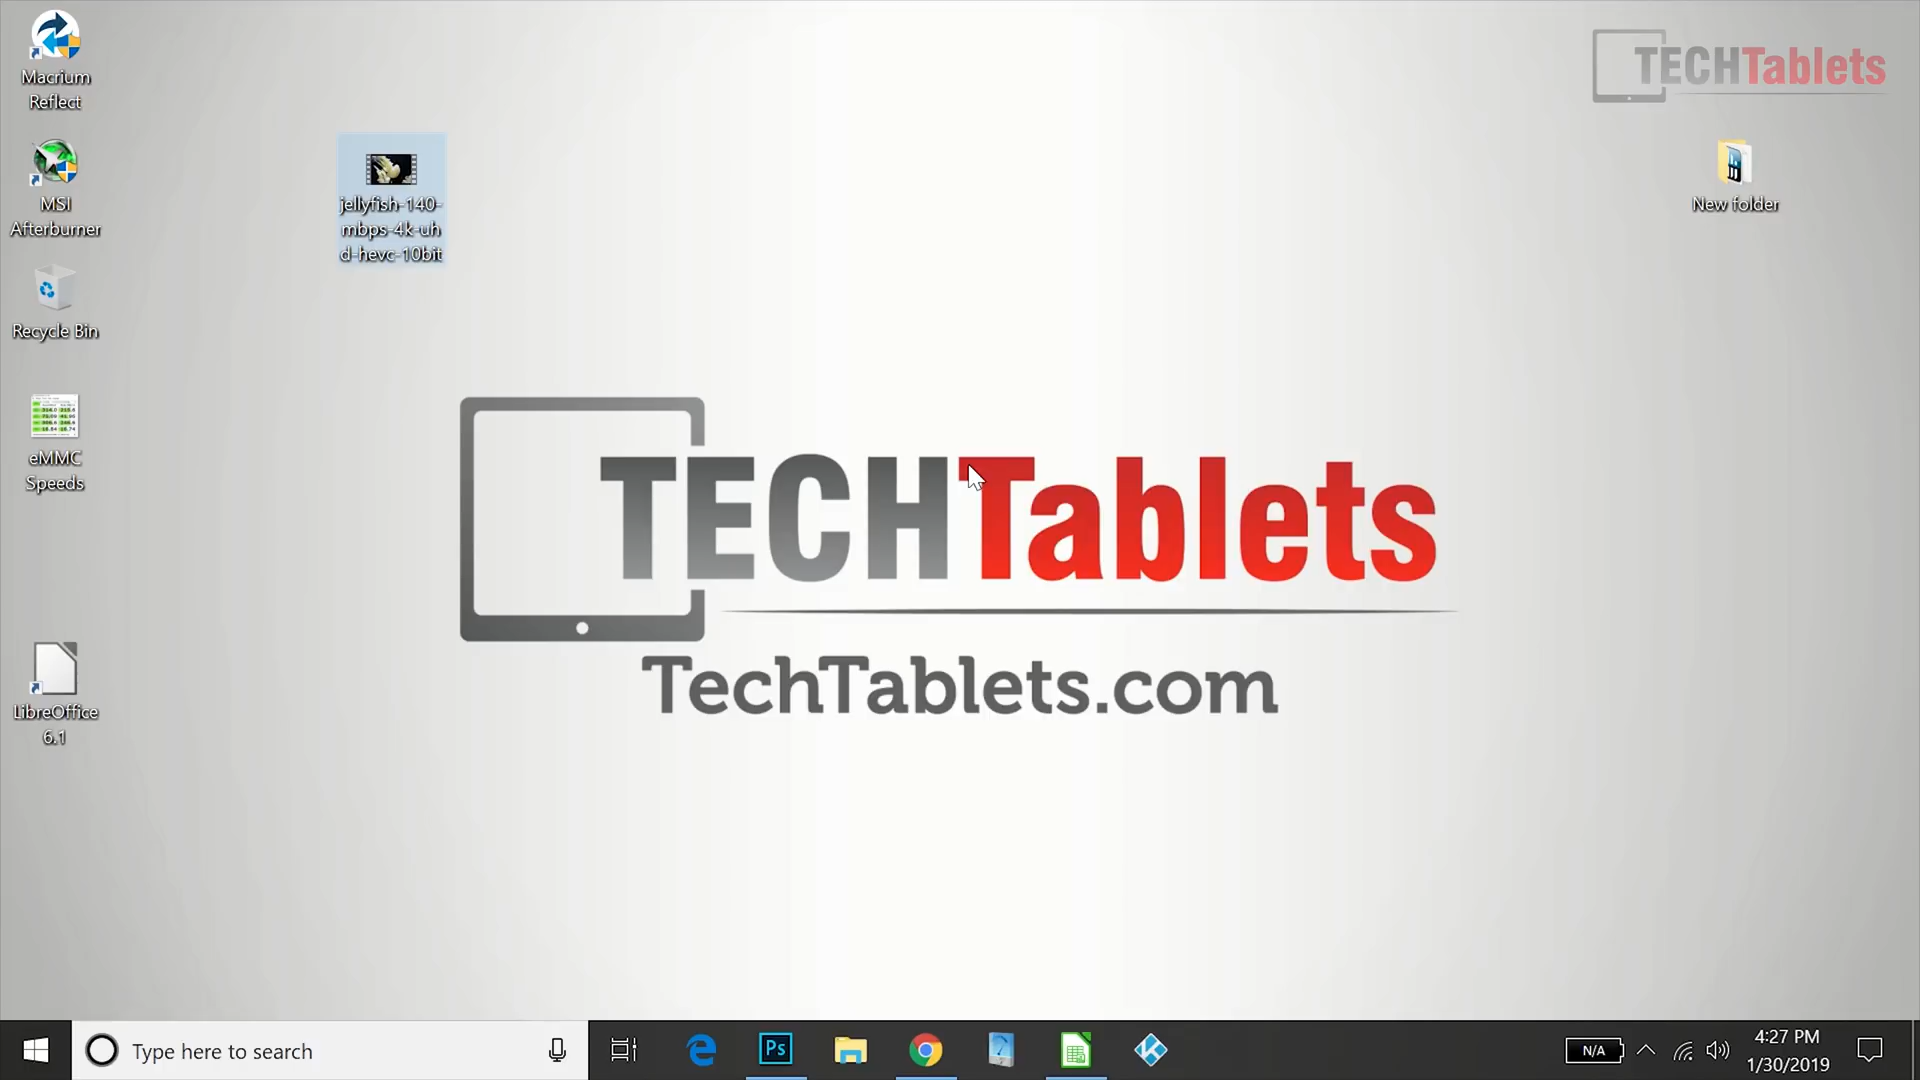 Macrium
Reflect
MSI
Afterburner
Recycle Bin
eMMC
Speeds
LibreOffice
6.1
jellyfish-140-
mbps-4k-uh
d-hevc-10bit
TECHTablets
New folder
TECHTablets
TechTablets.com
Type here to search
Ps
N/A
4:27 PM
1/30/2019